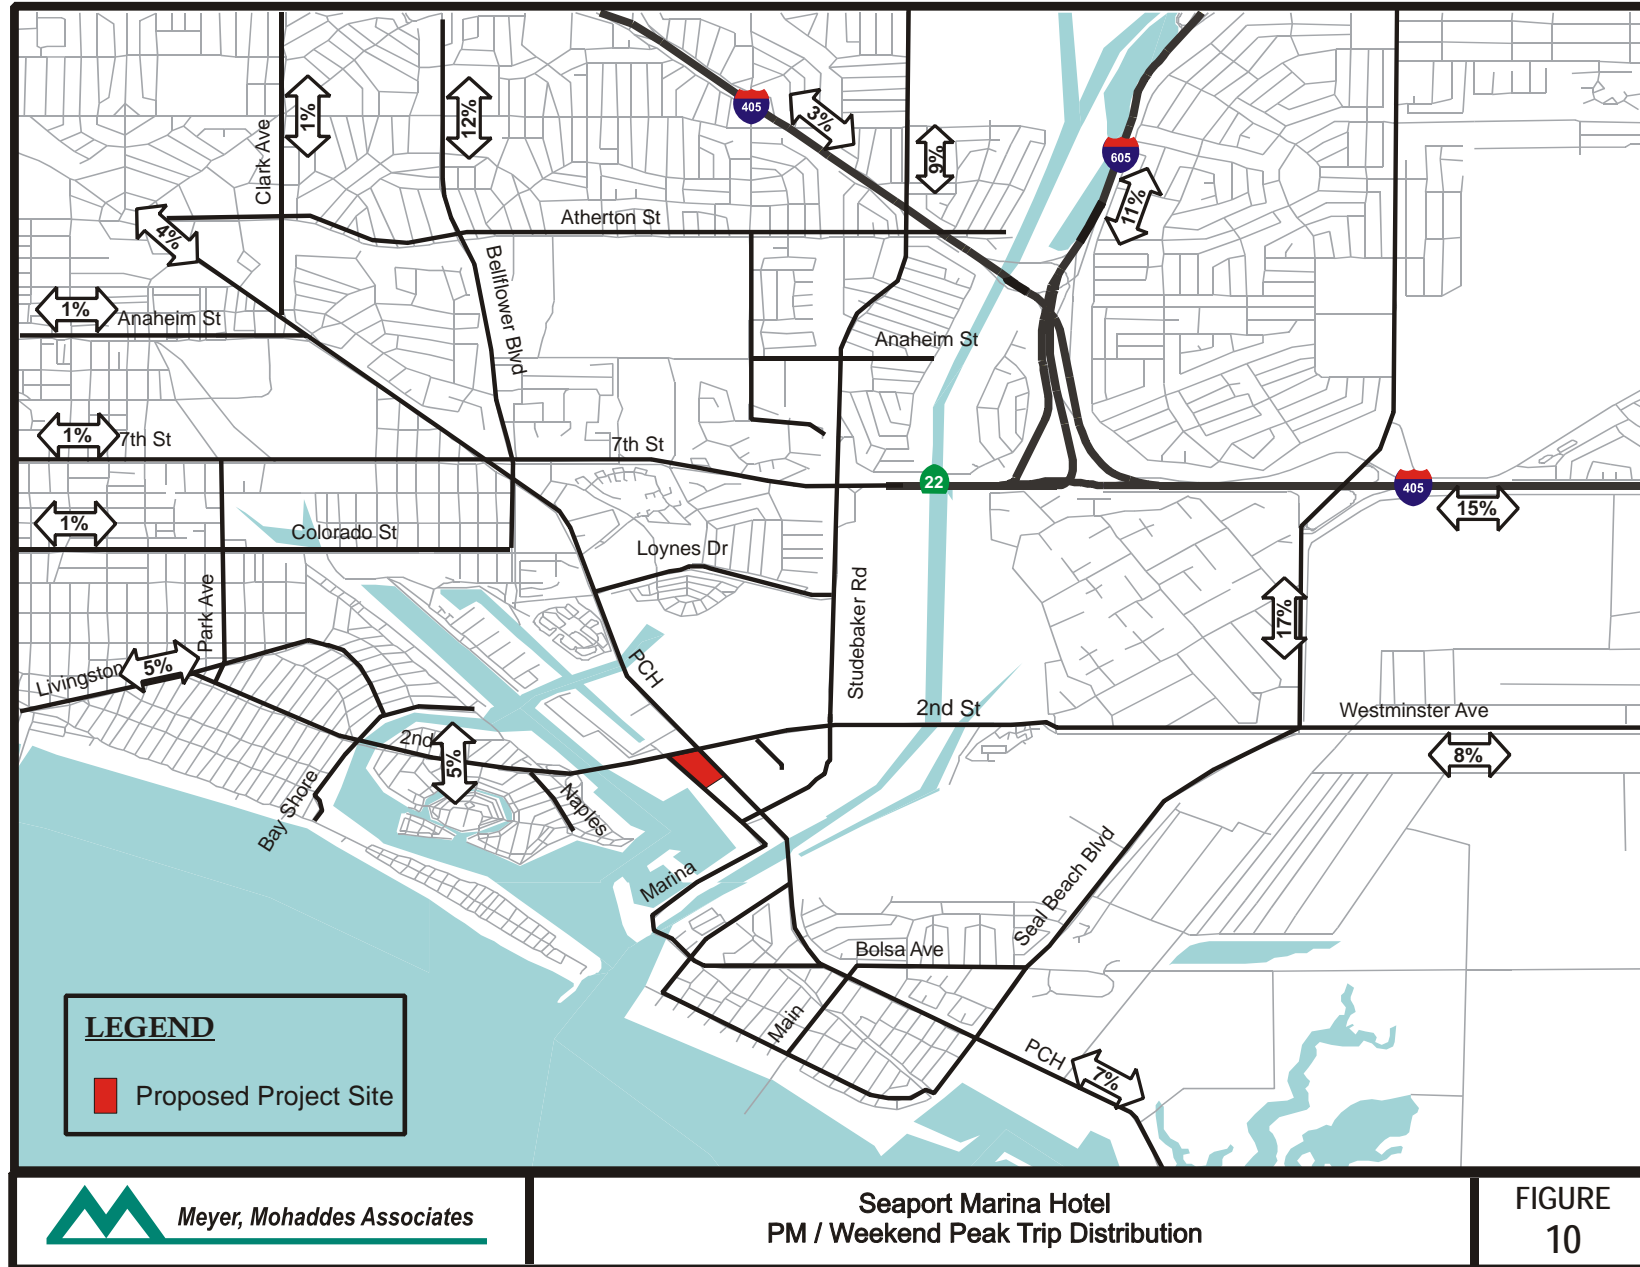 405
3%
1%
12%
9%
605
11%
Clark Ave
Atherton St
4%
Bellflower Blvd
1%
Anaheim St
Anaheim St
1%
7th St
7th St
22
405
15%
1%
Colorado St
Loynes Dr
Park Ave
Studebaker Rd
17%
PCH
Livingston
5%
2nd St
Westminster Ave
2nd
5%
8%
Bay Shore
Naples
Marina
Seal Beach Blvd
Bolsa Ave
Main
PCH
7%
LEGEND
Proposed Project Site
Meyer, Mohaddes Associates
Seaport Marina Hotel
PM / Weekend Peak Trip Distribution
FIGURE
10